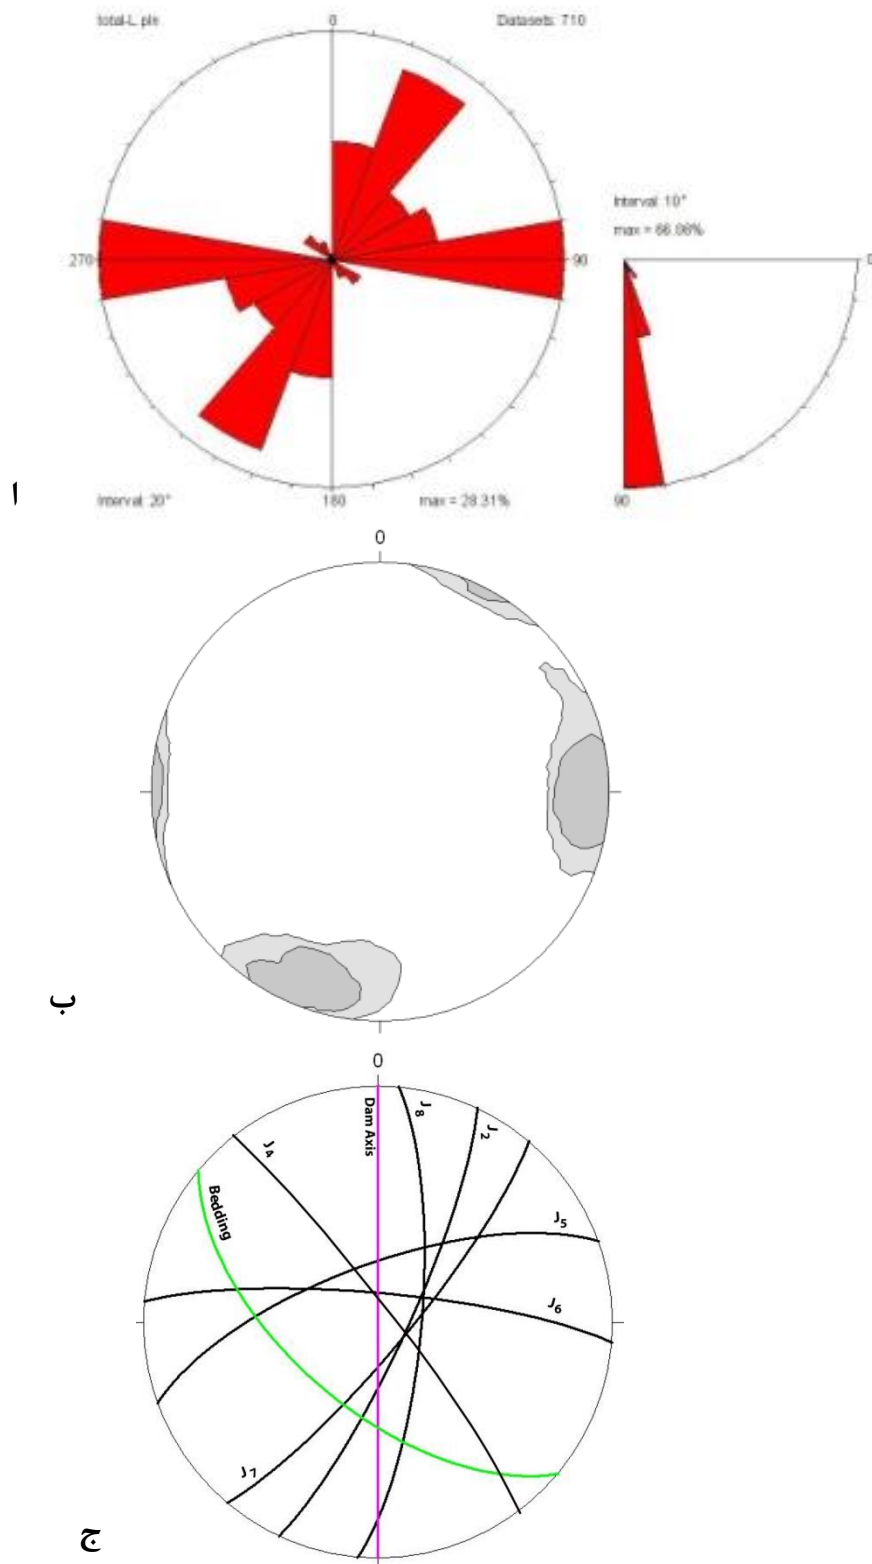 total-L.pln
0
Datasets: 710
Interval: 10°
max = 66.06%
270
90
0
ا
Interval: 20°
180
max = 28.31%
90
0
ب
0
Dam Axis
J8
J2
J4
Bedding
J5
J6
J7
ج